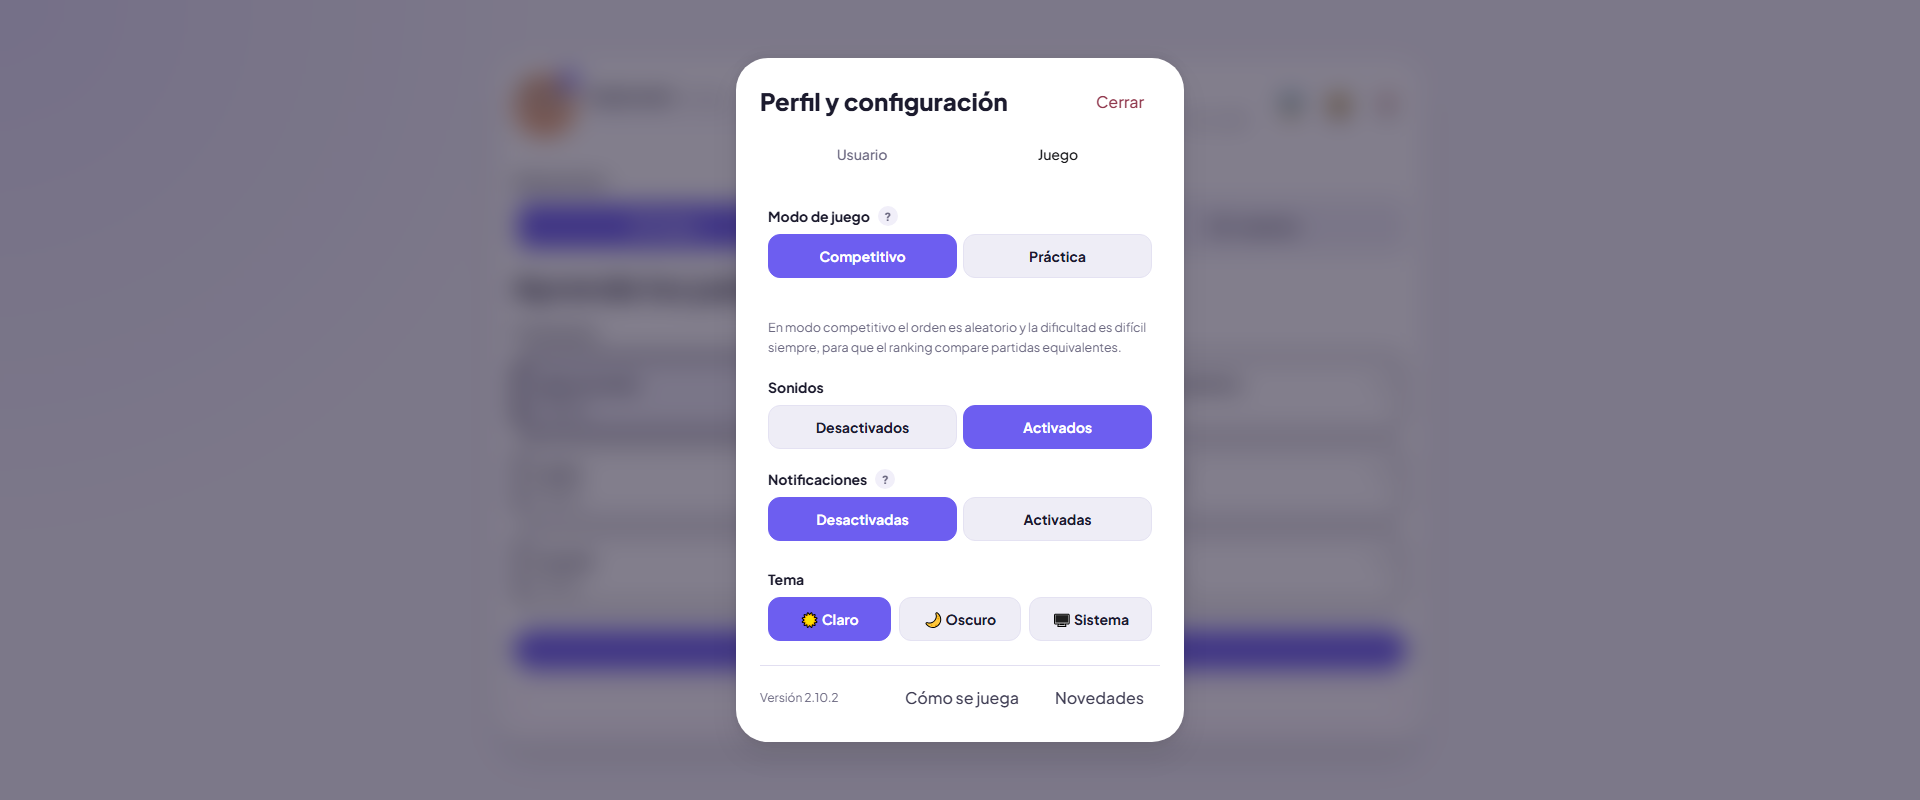 Perfil y configuración
Cerrar
Usuario
Juego
Modo de juego ?
Competitivo
Práctica
En modo competitivo el orden es aleatorio y la dificultad es difícil
siempre, para que el ranking compare partidas equivalentes.
Sonidos
Desactivados
Activados
Notificaciones ?
Desactivadas
Activadas
Tema
Claro
Oscuro
Sistema
Versión 2.10.2
Cómo se juega
Novedades